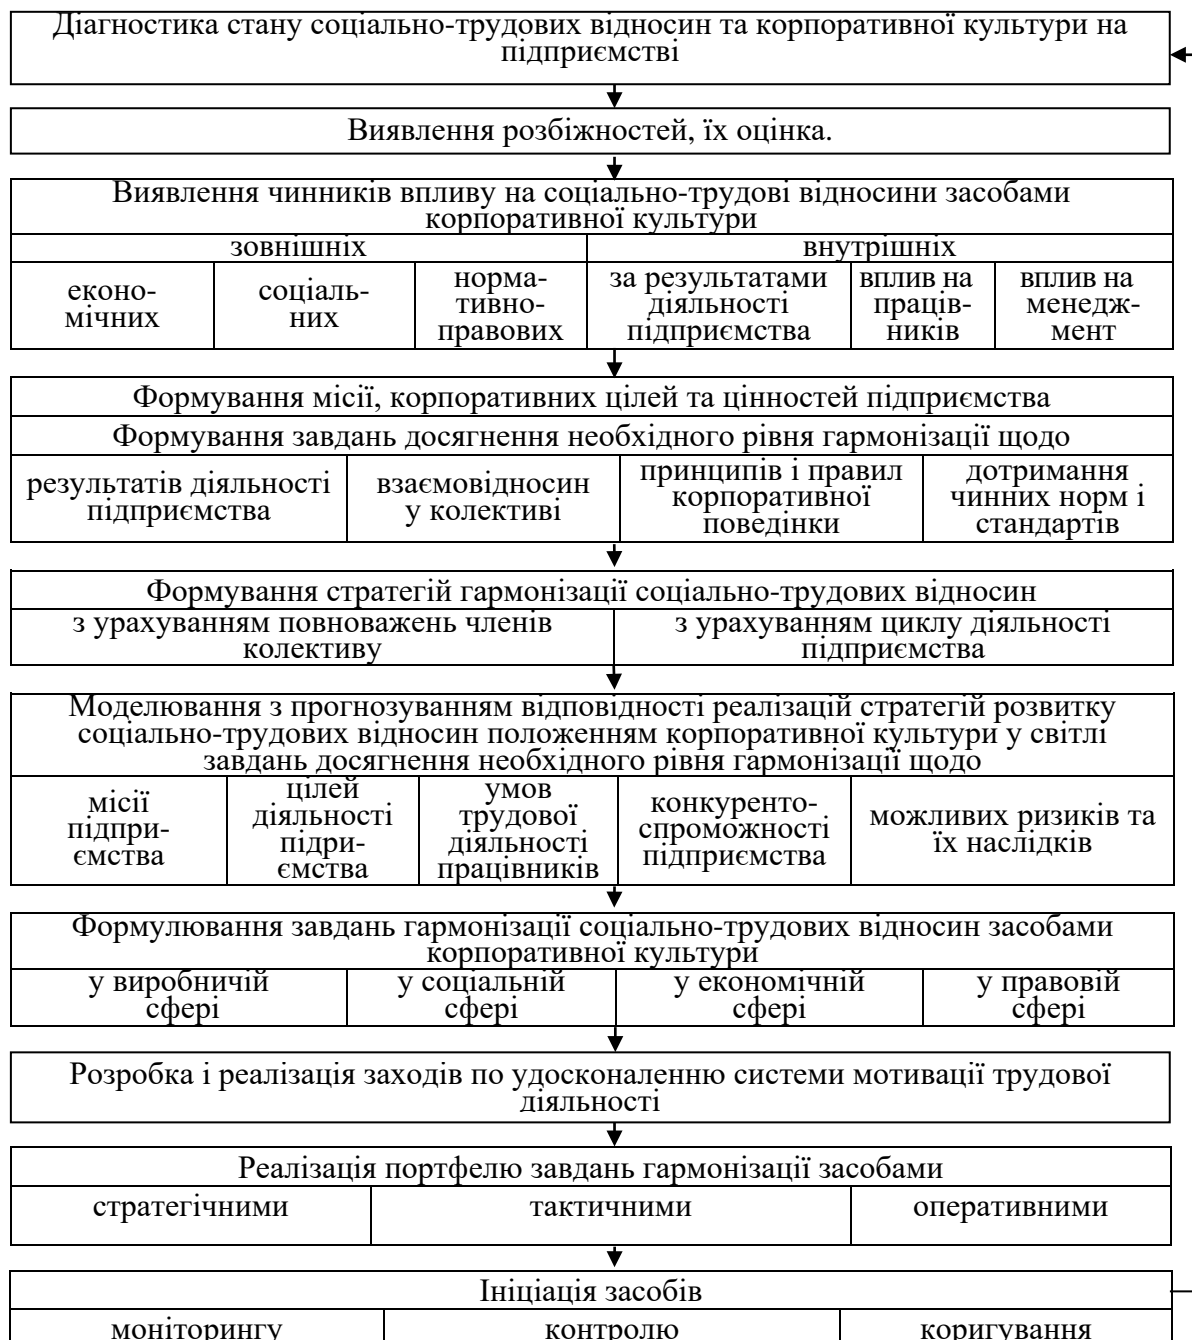 Діагностика стану соціально-трудових відносин та корпоративної культури на
підприємстві
Виявлення розбіжностей, їх оцінка.
Виявлення чинників впливу на соціально-трудові відносини засобами
корпоративної культури
зовнішніх
внутрішніх
еконо-
мічних
соціаль-
них
норма-
тивно-
правових
за результатами
діяльності
підприємства
вплив на
праців-
ників
вплив на
менедж-
мент
Формування місії, корпоративних цілей та цінностей підприємства
Формування завдань досягнення необхідного рівня гармонізації щодо
результатів діяльності
підприємства
взаємовідносин
у колективі
принципів і правил
корпоративної
поведінки
дотримання
чинних норм і
стандартів
Формування стратегій гармонізації соціально-трудових відносин
з урахуванням повноважень членів
колективу
з урахуванням циклу діяльності
підприємства
Моделювання з прогнозуванням відповідності реалізацій стратегій розвитку
соціально-трудових відносин положенням корпоративної культури у світлі
завдань досягнення необхідного рівня гармонізації щодо
місії
підпри-
ємства
цілей
діяльності
підри-
ємства
умов
трудової
діяльності
працівників
конкуренто-
спроможності
підприємства
можливих ризиків та
їх наслідків
Формулювання завдань гармонізації соціально-трудових відносин засобами
корпоративної культури
у виробничій
сфері
у соціальній
сфері
у економічній
сфері
у правовій
сфері
Розробка і реалізація заходів по удосконаленню системи мотивації трудової
діяльності
Реалізація портфелю завдань гармонізації засобами
стратегічними
тактичними
оперативними
Ініціація засобів
моніторингу
контролю
коригування